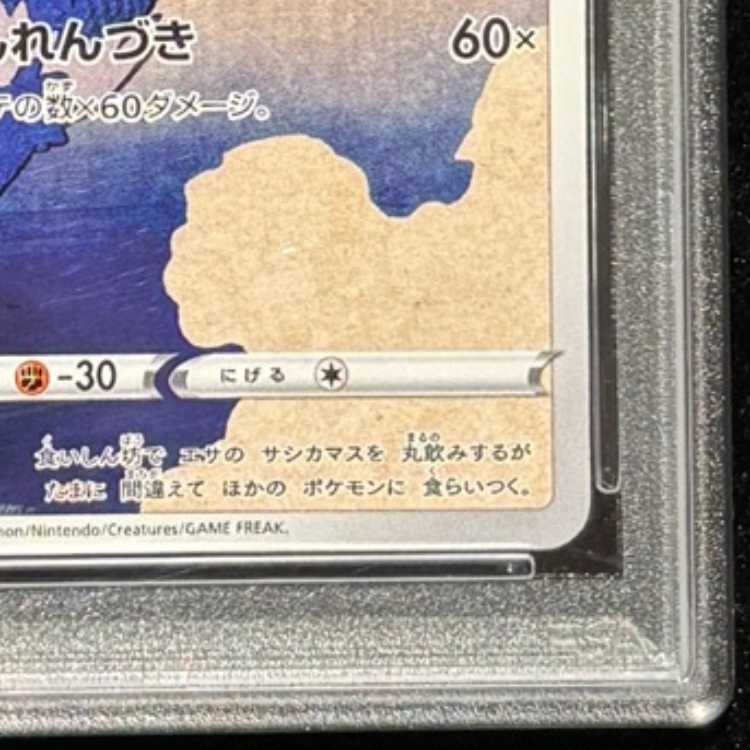 れんづき 60×
テの数×60ダメージ。
-30 にげる
食いしん坊で エサの サシカマスを 丸飲みするが
たまに 間違えて ほかの ポケモンに 食らいつく。
mon/Nintendo/Creatures/GAME FREAK.